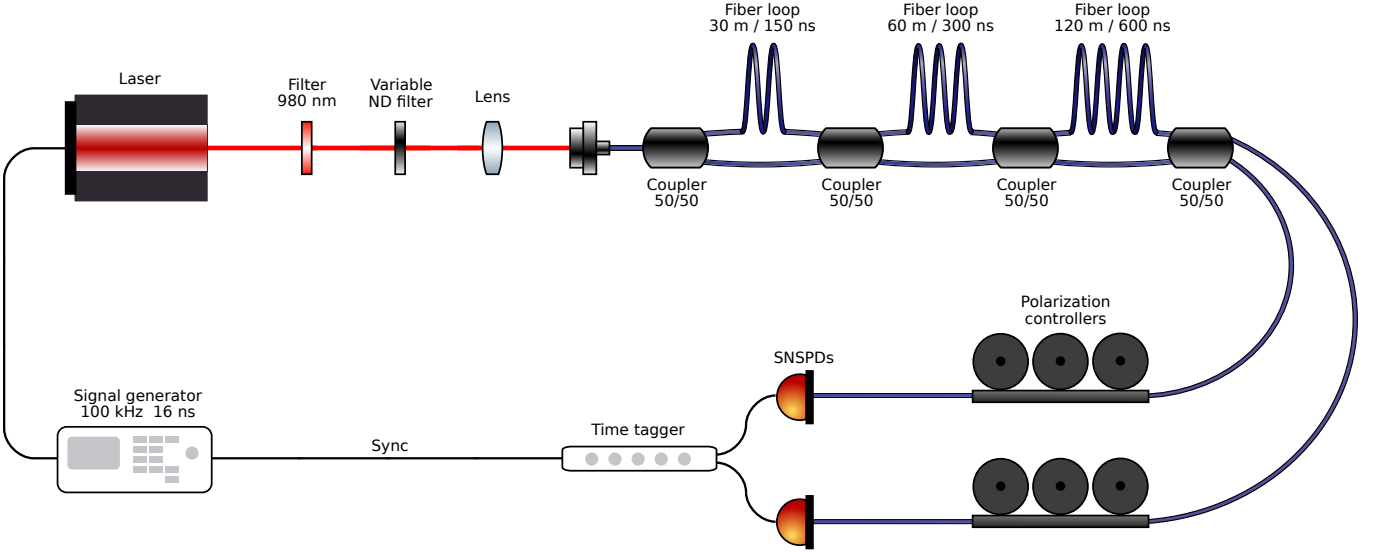 Fiber loop
30 m / 150 ns
Fiber loop
60 m / 300 ns
Fiber loop
120 m / 600 ns
Laser
Filter
980 nm
Variable
ND filter
Lens
Coupler
50/50
Coupler
50/50
Coupler
50/50
Coupler
50/50
Polarization
controllers
SNSPDs
Signal generator
100 kHz 16 ns
Sync
Time tagger